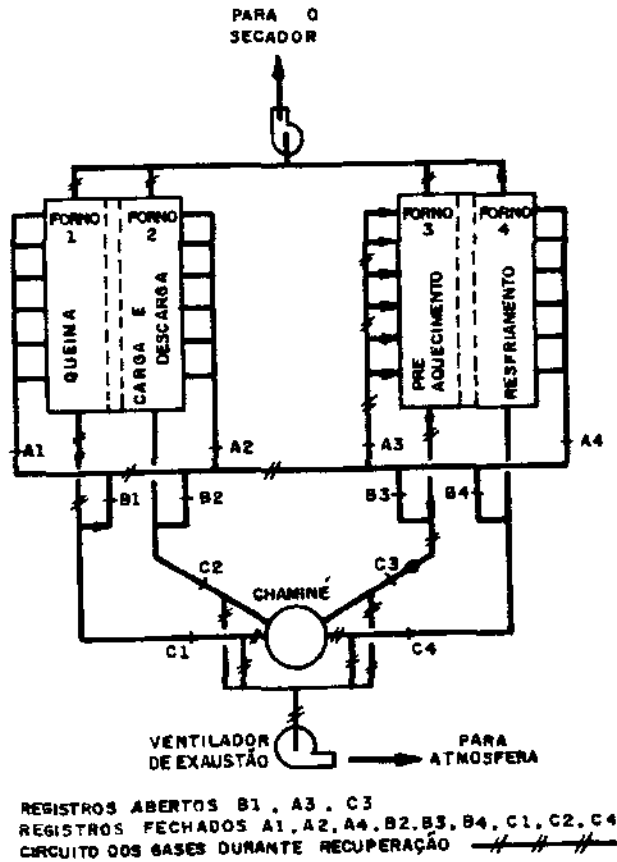 PARA O
SECADOR
FORNO
1
FORNO
2
FORNO
3
FORNO
4
QUEINA
CARGA E
DESCARGA
PRE
AQUECIMENTO
RESFRIAMENTO
A1
A2
A3
A4
B1
B2
B3
B4
C2
C3
CHAMINÉ
C1
C4
VENTILADOR
DE EXAUSTÃO
PARA
ATMOSFERA
REGISTROS ABERTOS B1, A3, C3
REGISTROS FECHADOS A1, A2, A4, B2, B3, B4, C1, C2, C4
CIRCUITO DOS GASES DURANTE RECUPERAÇÃO